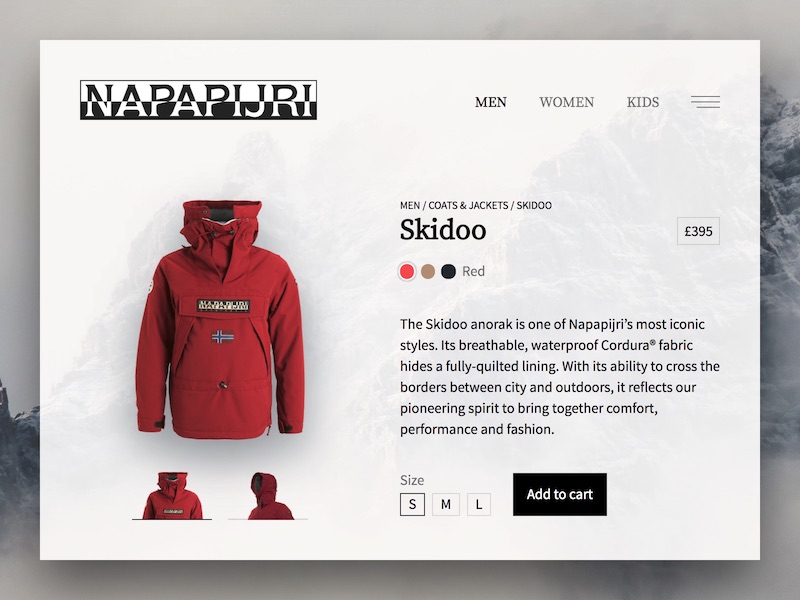 NAPAPIJRI
MEN WOMEN KIDS
MEN / COATS & JACKETS / SKIDOO
Skidoo
£395
Red
The Skidoo anorak is one of Napapijri’s most iconic
styles. Its breathable, waterproof Cordura® fabric
hides a fully-quilted lining. With its ability to cross the
borders between city and outdoors, it reflects our
pioneering spirit to bring together comfort,
performance and fashion.
Size
S M L
Add to cart